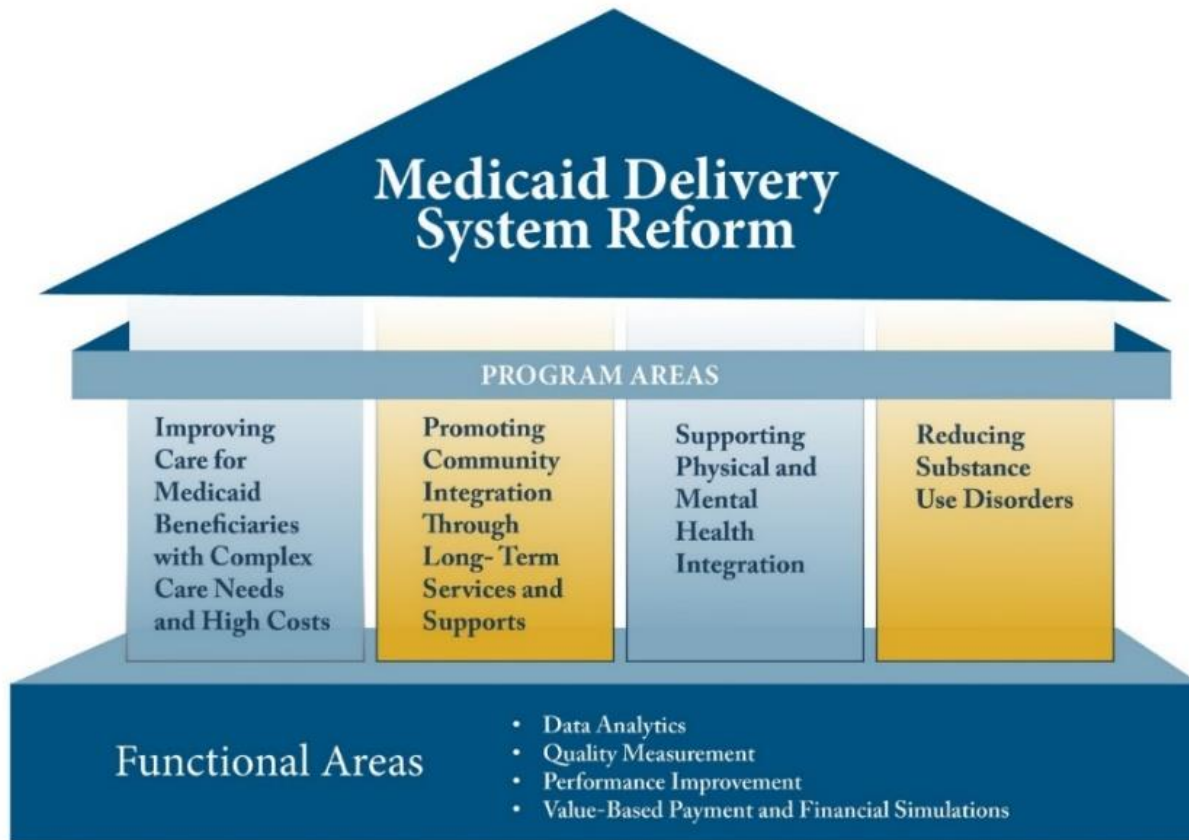 Medicaid Delivery
System Reform
PROGRAM AREAS
Improving
Care for
Medicaid
Beneficiaries
with Complex
Care Needs
and High Costs
Promoting
Community
Integration
Through
Long- Term
Services and
Supports
Supporting
Physical and
Mental
Health
Integration
Reducing
Substance
Use Disorders
Functional Areas
• Data Analytics
• Quality Measurement
• Performance Improvement
• Value-Based Payment and Financial Simulations